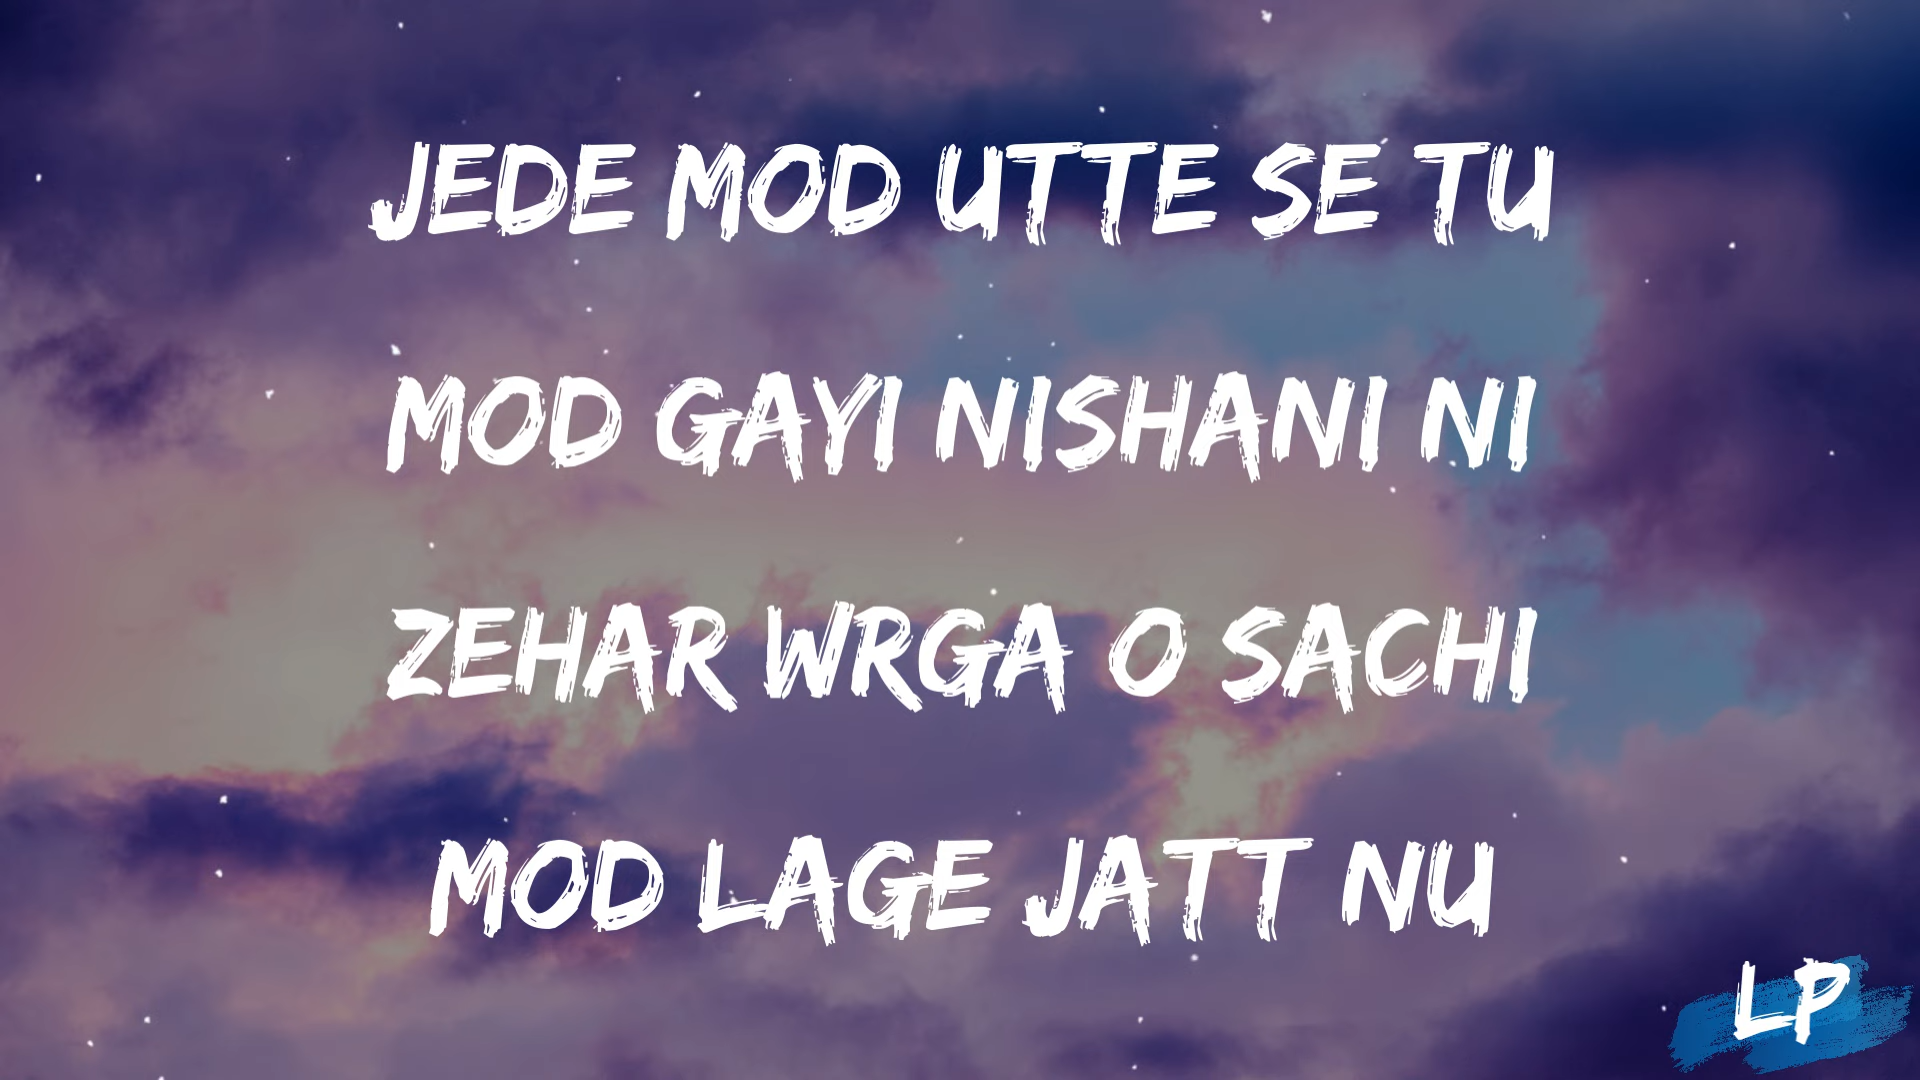 JEDE MOD UTTE SE TU
MOD GAYI NISHANI NI
ZEHAR WRGA O SACHI
MOD LAGE JATT NU
LP